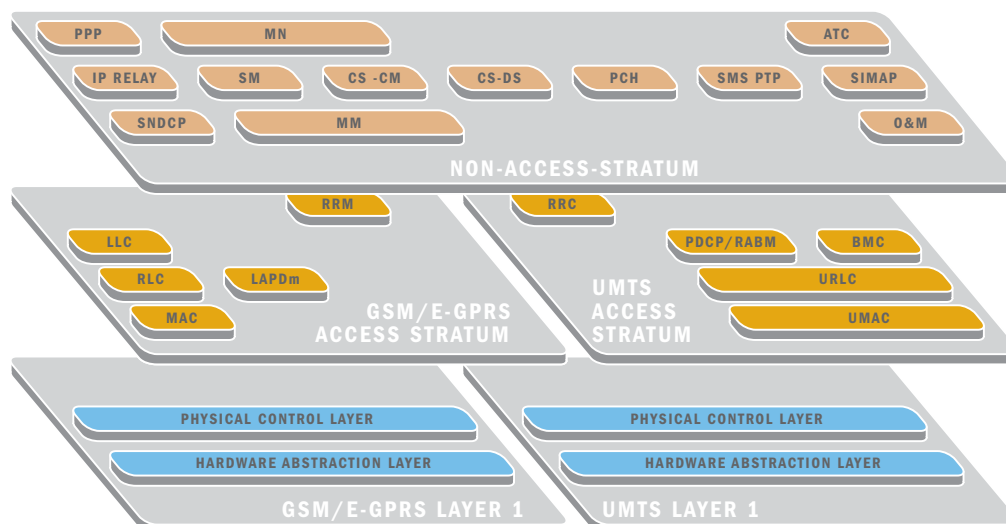 PPP
MN
ATC
IP RELAY
SM
CS -CM
CS-DS
PCH
SMS PTP
SIMAP
SNDCP
MM
O&M
NON-ACCESS-STRATUM
RRM
LLC
RLC
LAPDm
MAC
GSM/E-GPRS
ACCESS STRATUM
RRC
PDCP/RABM
BMC
URLC
UMAC
UMTS
ACCESS
STRATUM
PHYSICAL CONTROL LAYER
HARDWARE ABSTRACTION LAYER
GSM/E-GPRS LAYER 1
PHYSICAL CONTROL LAYER
HARDWARE ABSTRACTION LAYER
UMTS LAYER 1